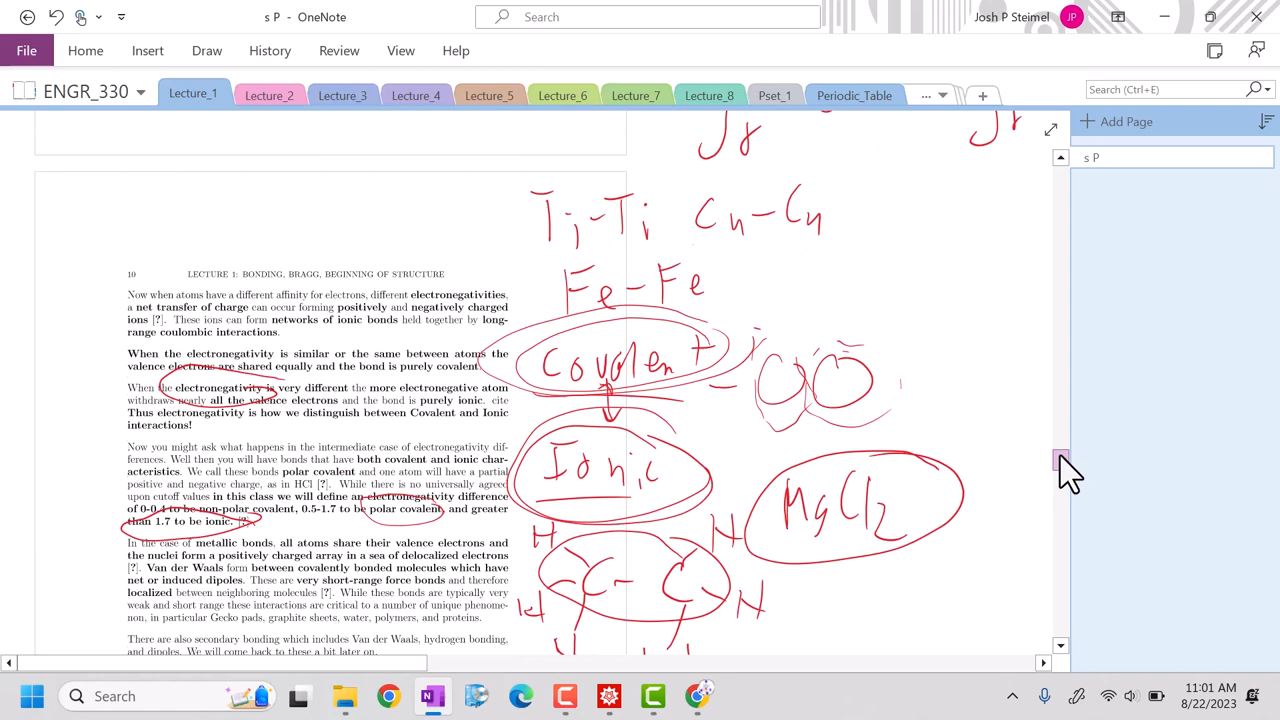 s P - OneNote
Search
Josh P Steimel
JP
File
Home
Insert
Draw
History
Review
View
Help
ENGR_330
Lecture_1
Lecture_2
Lecture_3
Lecture_4
Lecture_5
Lecture_6
Lecture_7
Lecture_8
Pset_1
Periodic_Table
...
Search (Ctrl+E)
Add Page
s P
Ti-Ti Cu-Cu
Fe-Fe
Covalent
Ionic
MgCl2
H H
C - C
H H
10 LECTURE 1: BONDING, BRAGG, BEGINNING OF STRUCTURE
Now when atoms have a different affinity for electrons, different electronegativities,
a net transfer of charge can occur forming positively and negatively charged
ions [?]. These ions can form networks of ionic bonds held together by long-
range coulombic interactions.
When the electronegativity is similar or the same between atoms the
valence electrons are shared equally and the bond is purely covalent
When the electronegativity is very different the more electronegative atom
withdraws nearly all the valence electrons and the bond is purely ionic. cite
Thus electronegativity is how we distinguish between Covalent and Ionic
interactions!
Now you might ask what happens in the intermediate case of electronegativity dif-
ferences. Well then you will have bonds that have both covalent and ionic char-
acteristics. We call these bonds polar covalent and one atom will have a partial
positive and negative charge, as in HCl [?]. While there is no universally agreed
upon cutoff values in this class we will define an electronegativity difference
of 0-0.4 to be non-polar covalent, 0.5-1.7 to be polar covalent, and greater
than 1.7 to be ionic. [?]
In the case of metallic bonds, all atoms share their valence electrons and
the nuclei form a positively charged array in a sea of delocalized electrons
[?]. Van der Waals form between covalently bonded molecules which have
net or induced dipoles. These are very short-range force bonds and therefore
localized between neighboring molecules [?]. While these bonds are typically very
weak and short range these interactions are critical to a number of unique phenome-
non, in particular Gecko pads, graphite sheets, water, polymers, and proteins.
There are also secondary bonding which includes Van der Waals, hydrogen bonding,
and dipoles. We will come back to these a bit later on.
Search
11:01 AM
8/22/2023